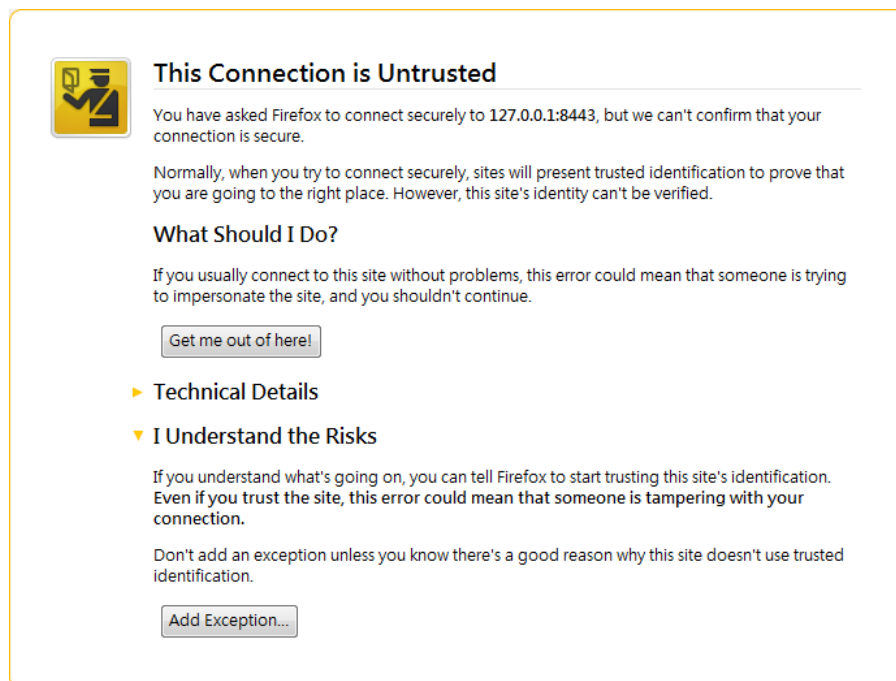 This Connection is Untrusted
You have asked Firefox to connect securely to 127.0.0.1:8443, but we can't confirm that your
connection is secure.
Normally, when you try to connect securely, sites will present trusted identification to prove that
you are going to the right place. However, this site's identity can't be verified.
What Should I Do?
If you usually connect to this site without problems, this error could mean that someone is trying
to impersonate the site, and you shouldn't continue.
Get me out of here!
Technical Details
I Understand the Risks
If you understand what's going on, you can tell Firefox to start trusting this site's identification.
Even if you trust the site, this error could mean that someone is tampering with your
connection.
Don't add an exception unless you know there's a good reason why this site doesn't use trusted
identification.
Add Exception...